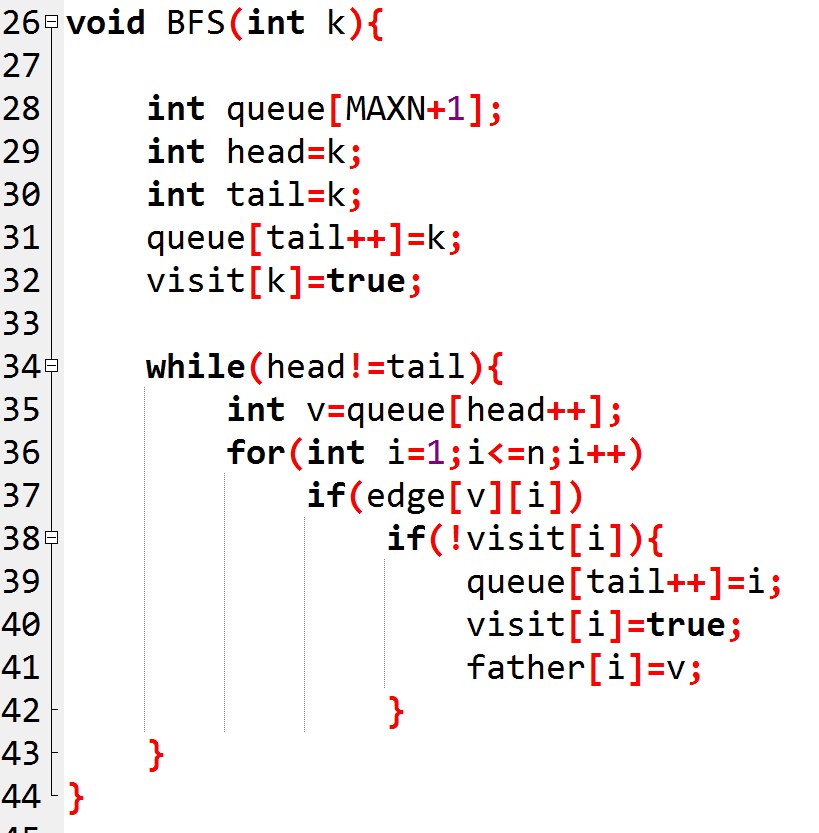 26 void BFS(int k){
27
28     int queue[MAXN+1];
29     int head=k;
30     int tail=k;
31     queue[tail++]=k;
32     visit[k]=true;
33
34     while(head!=tail){
35         int v=queue[head++];
36         for(int i=1;i<=n;i++)
37             if(edge[v][i])
38                 if(!visit[i]){
39                     queue[tail++]=i;
40                     visit[i]=true;
41                     father[i]=v;
42                 }
43     }
44 }